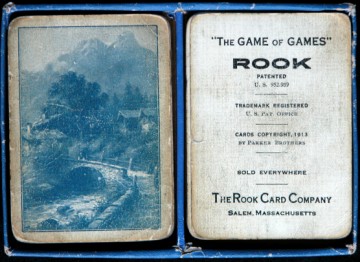 "THE GAME OF GAMES"
ROOK
PATENTED
U. S. 952.939
TRADEMARK REGISTERED
U. S. PAT. OFFICE
CARDS COPYRIGHT, 1913
BY PARKER BROTHERS
SOLD EVERYWHERE
THE ROOK CARD COMPANY
SALEM, MASSACHUSETTS